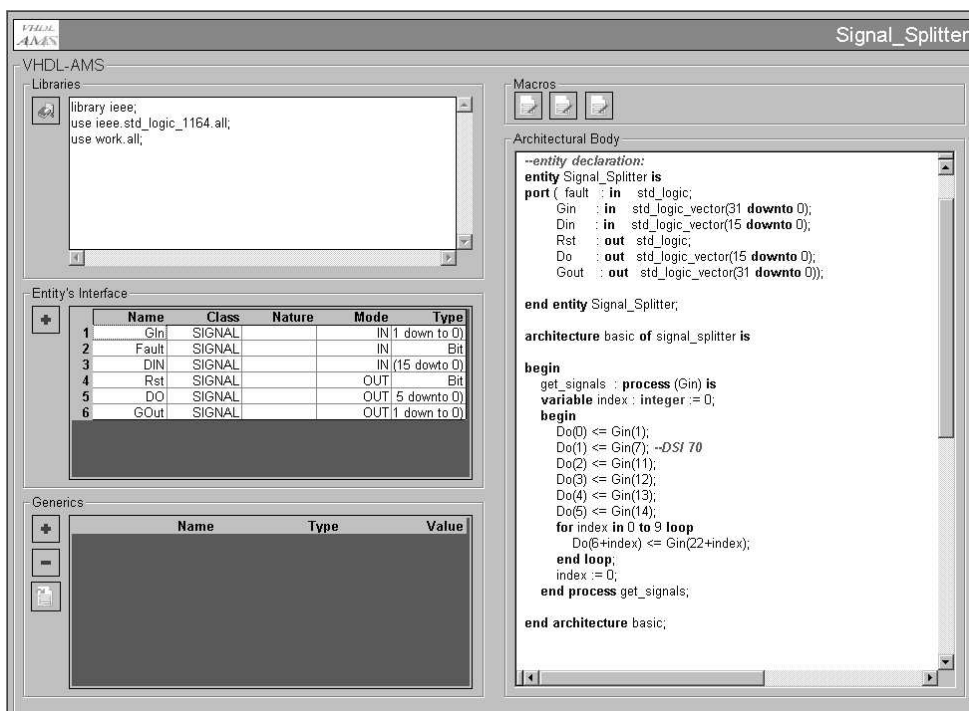 VHDL
AMS
Signal_Splitter
VHDL-AMS
Libraries
library ieee;
use ieee.std_logic_1164.all;
use work.all;
Entity's Interface
Name Class Nature Mode Type
1 GIn SIGNAL IN 1 down to 0)
2 Fault SIGNAL IN Bit
3 DIN SIGNAL IN (15 dowto 0)
4 Rst SIGNAL OUT Bit
5 DO SIGNAL OUT 5 downto 0)
6 GOut SIGNAL OUT 1 down to 0)
Generics
Name Type Value
Macros
Architectural Body
--entity declaration:
entity Signal_Splitter is
port ( fault : in std_logic;
Gin : in std_logic_vector(31 downto 0);
Din : in std_logic_vector(15 downto 0);
Rst : out std_logic;
Do : out std_logic_vector(15 downto 0);
Gout : out std_logic_vector(31 downto 0));
end entity Signal_Splitter;
architecture basic of signal_splitter is
begin
get_signals : process (Gin) is
variable index : integer := 0;
begin
Do(0) <= Gin(1);
Do(1) <= Gin(7); --DSI 70
Do(2) <= Gin(11);
Do(3) <= Gin(12);
Do(4) <= Gin(13);
Do(5) <= Gin(14);
for index in 0 to 9 loop
Do(6+index) <= Gin(22+index);
end loop;
index := 0;
end process get_signals;
end architecture basic;